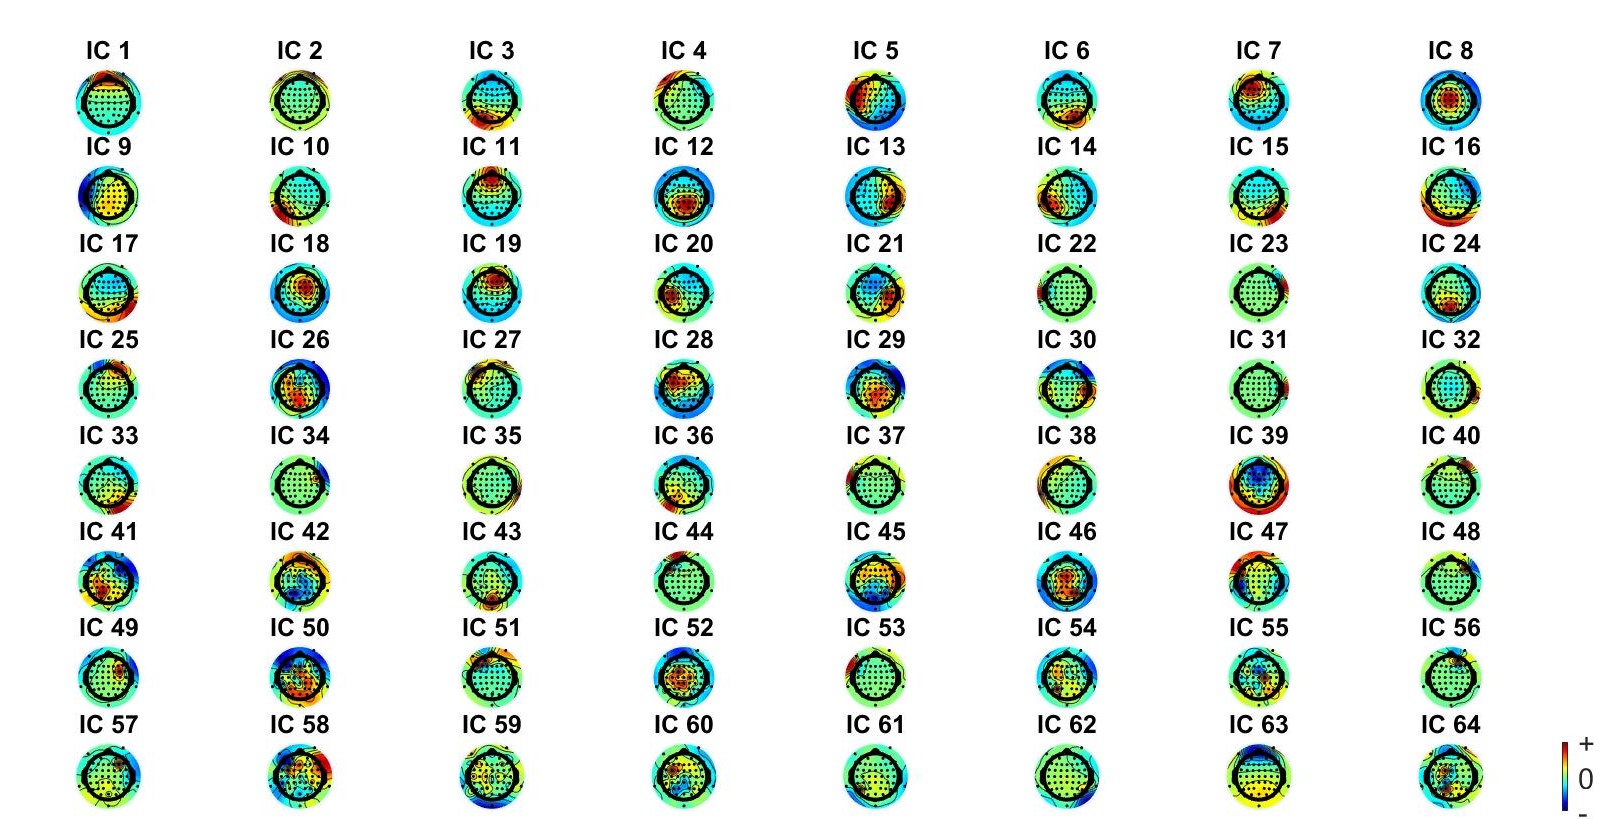 IC 1 IC 2 IC 3 IC 4 IC 5 IC 6 IC 7 IC 8
IC 9 IC 10 IC 11 IC 12 IC 13 IC 14 IC 15 IC 16
IC 17 IC 18 IC 19 IC 20 IC 21 IC 22 IC 23 IC 24
IC 25 IC 26 IC 27 IC 28 IC 29 IC 30 IC 31 IC 32
IC 33 IC 34 IC 35 IC 36 IC 37 IC 38 IC 39 IC 40
IC 41 IC 42 IC 43 IC 44 IC 45 IC 46 IC 47 IC 48
IC 49 IC 50 IC 51 IC 52 IC 53 IC 54 IC 55 IC 56
IC 57 IC 58 IC 59 IC 60 IC 61 IC 62 IC 63 IC 64
+
0
-